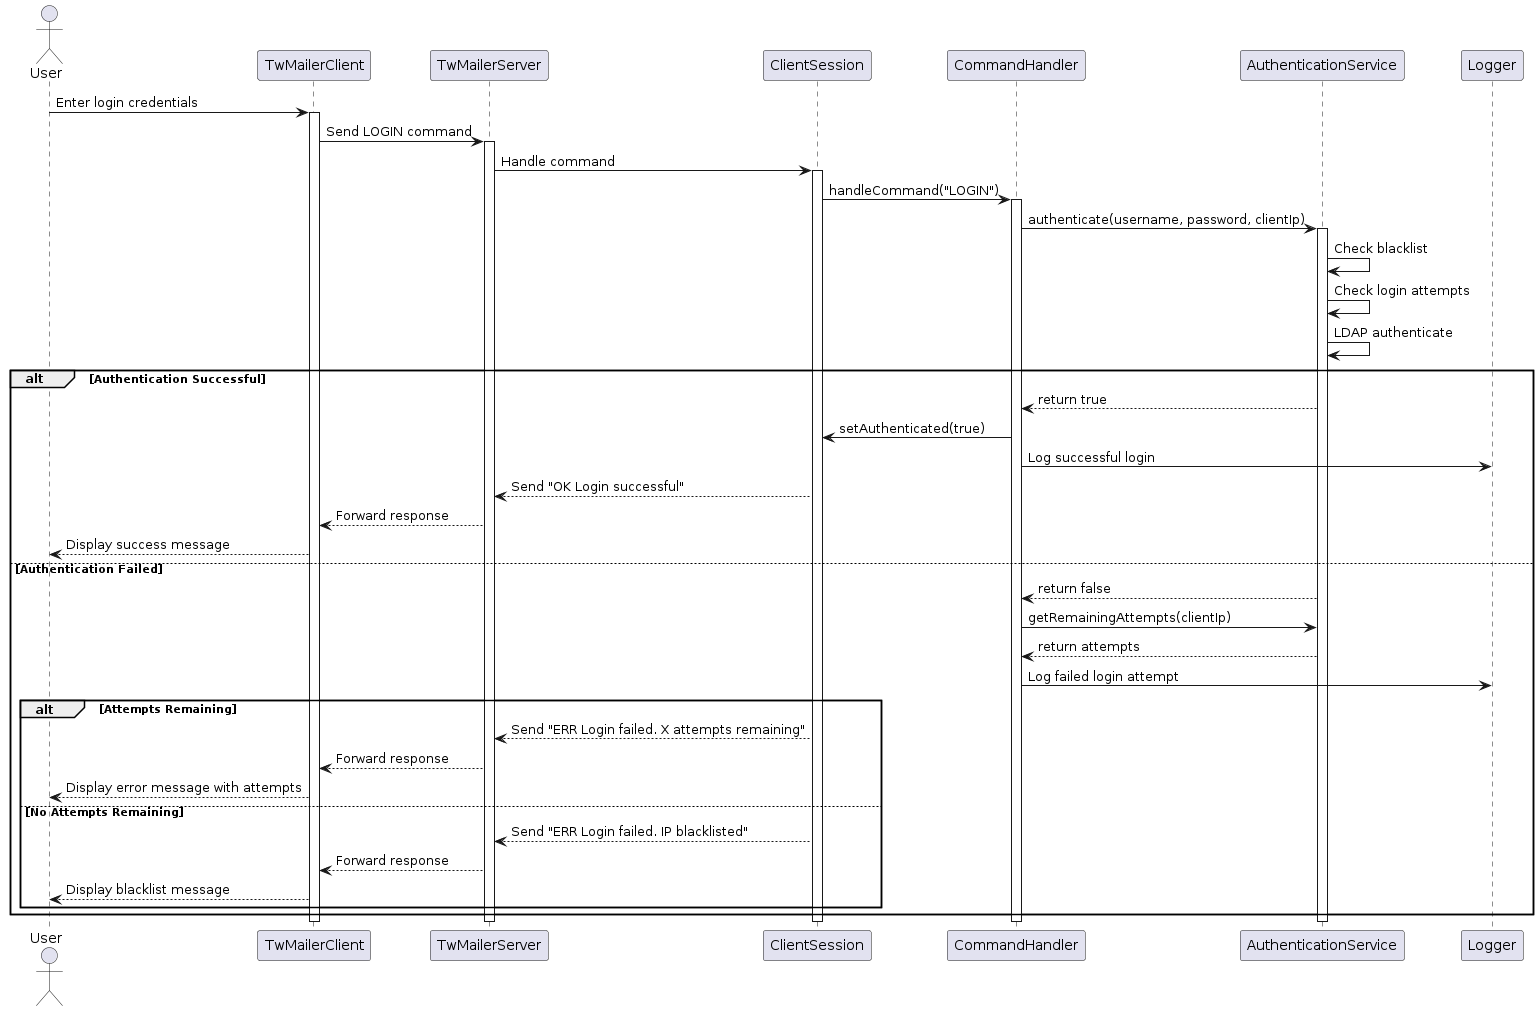 User
TwMailerClient
TwMailerServer
ClientSession
CommandHandler
AuthenticationService
Logger
Enter login credentials
Send LOGIN command
Handle command
handleCommand("LOGIN")
authenticate(username, password, clientIp)
Check blacklist
Check login attempts
LDAP authenticate
alt
[Authentication Successful]
return true
setAuthenticated(true)
Log successful login
Send "OK Login successful"
Forward response
Display success message
[Authentication Failed]
return false
getRemainingAttempts(clientIp)
return attempts
Log failed login attempt
alt
[Attempts Remaining]
Send "ERR Login failed. X attempts remaining"
Forward response
Display error message with attempts
[No Attempts Remaining]
Send "ERR Login failed. IP blacklisted"
Forward response
Display blacklist message
User
TwMailerClient
TwMailerServer
ClientSession
CommandHandler
AuthenticationService
Logger